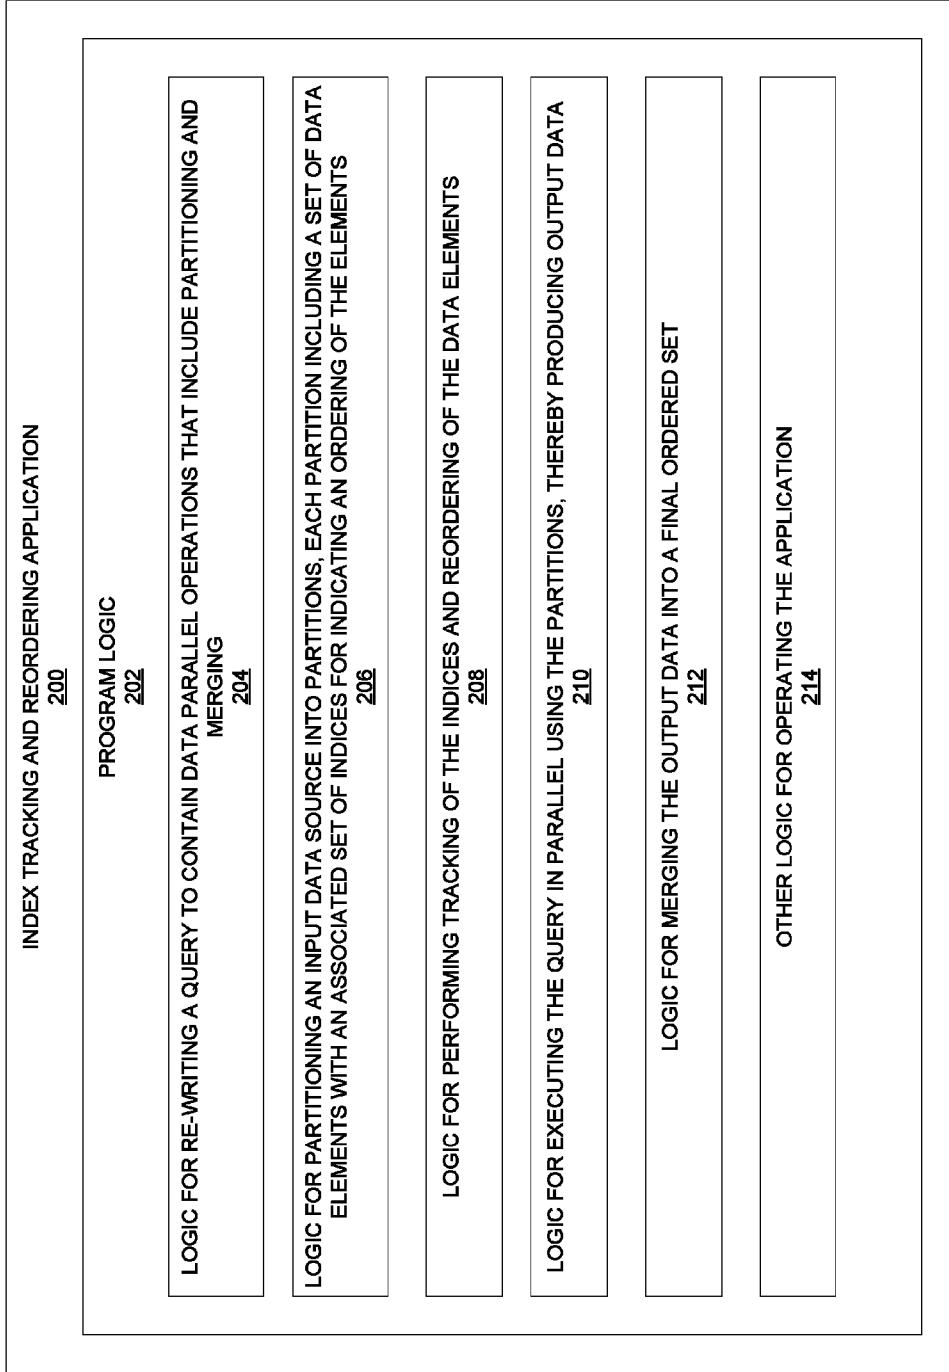 INDEX TRACKING AND REORDERING APPLICATION
200
PROGRAM LOGIC
202
LOGIC FOR RE-WRITING A QUERY TO CONTAIN DATA PARALLEL OPERATIONS THAT INCLUDE PARTITIONING AND
MERGING
204
LOGIC FOR PARTITIONING AN INPUT DATA SOURCE INTO PARTITIONS, EACH PARTITION INCLUDING A SET OF DATA
ELEMENTS WITH AN ASSOCIATED SET OF INDICES FOR INDICATING AN ORDERING OF THE ELEMENTS
206
LOGIC FOR PERFORMING TRACKING OF THE INDICES AND REORDERING OF THE DATA ELEMENTS
208
LOGIC FOR EXECUTING THE QUERY IN PARALLEL USING THE PARTITIONS, THEREBY PRODUCING OUTPUT DATA
210
LOGIC FOR MERGING THE OUTPUT DATA INTO A FINAL ORDERED SET
212
OTHER LOGIC FOR OPERATING THE APPLICATION
214